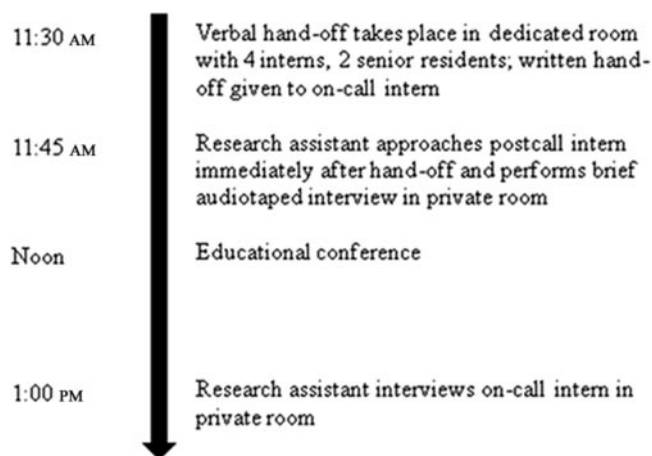 11:30 AM
Verbal hand-off takes place in dedicated room
with 4 interns, 2 senior residents; written hand-
off given to on-call intern
11:45 AM
Research assistant approaches postcall intern
immediately after hand-off and performs brief
audiotaped interview in private room
Noon
Educational conference
1:00 PM
Research assistant interviews on-call intern in
private room